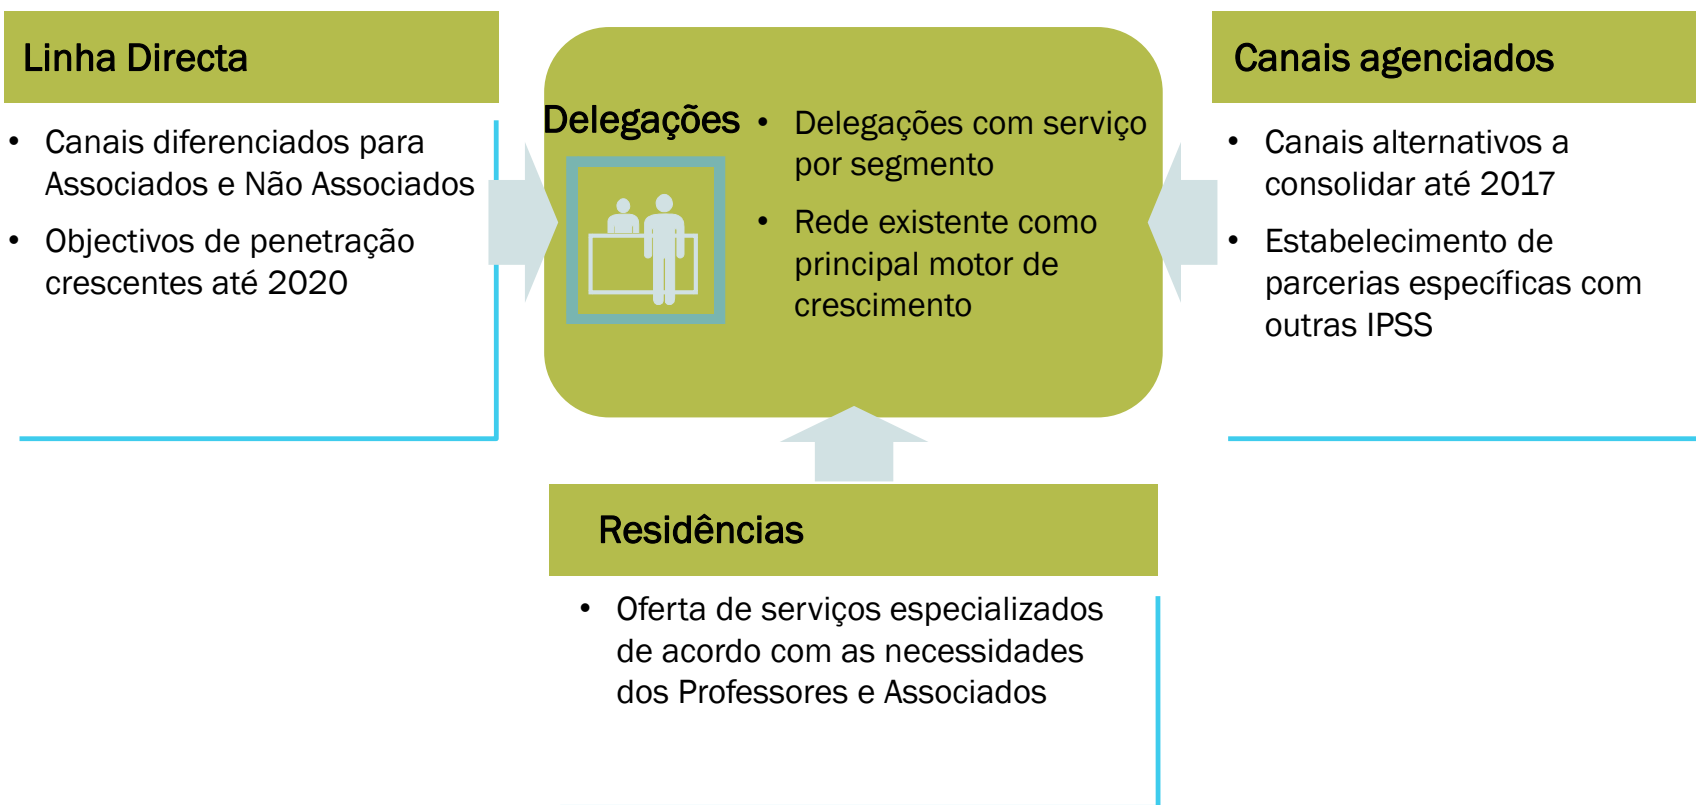 Linha Directa
• Canais diferenciados para
Associados e Não Associados
• Objectivos de penetração
crescentes até 2020
Delegações
• Delegações com serviço
por segmento
• Rede existente como
principal motor de
crescimento
Canais agenciados
• Canais alternativos a
consolidar até 2017
• Estabelecimento de
parcerias específicas com
outras IPSS
Residências
• Oferta de serviços especializados
de acordo com as necessidades
dos Professores e Associados